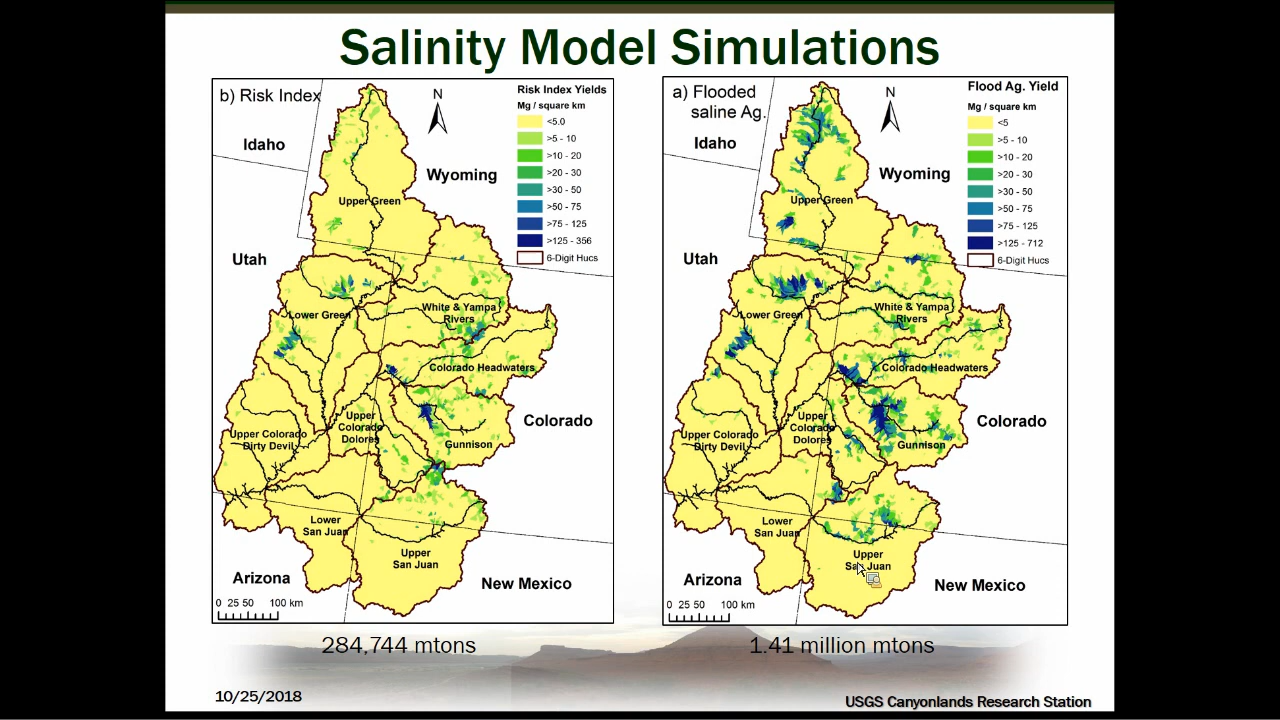 Salinity Model Simulations
b) Risk Index
N
Risk Index Yields
Mg / square km
<5.0
>5 - 10
>10 - 20
>20 - 30
>30 - 50
>50 - 75
>75 - 125
>125 - 356
6-Digit Hucs
Idaho
Wyoming
Upper Green
Utah
White & Yampa
Rivers
Lower Green
Colorado Headwaters
Upper
Colorado
Dolores
Colorado
Upper Colorado
Dirty Devil
Gunnison
Lower
San Juan
Upper
San Juan
Arizona
New Mexico
0 25 50 100 km
284,744 mtons
a) Flooded
saline Ag.
N
Flood Ag. Yield
Mg / square km
<5
>5 - 10
>10 - 20
>20 - 30
>30 - 50
>50 - 75
>75 - 125
>125 - 712
6-Digit Hucs
Idaho
Wyoming
Upper Green
Utah
White & Yampa
Rivers
Lower Green
Colorado Headwaters
Upper
Colorado
Dolores
Colorado
Upper Colorado
Dirty Devil
Gunnison
Lower
San Juan
Upper
San Juan
Arizona
New Mexico
0 25 50 100 km
1.41 million mtons
10/25/2018
USGS Canyonlands Research Station